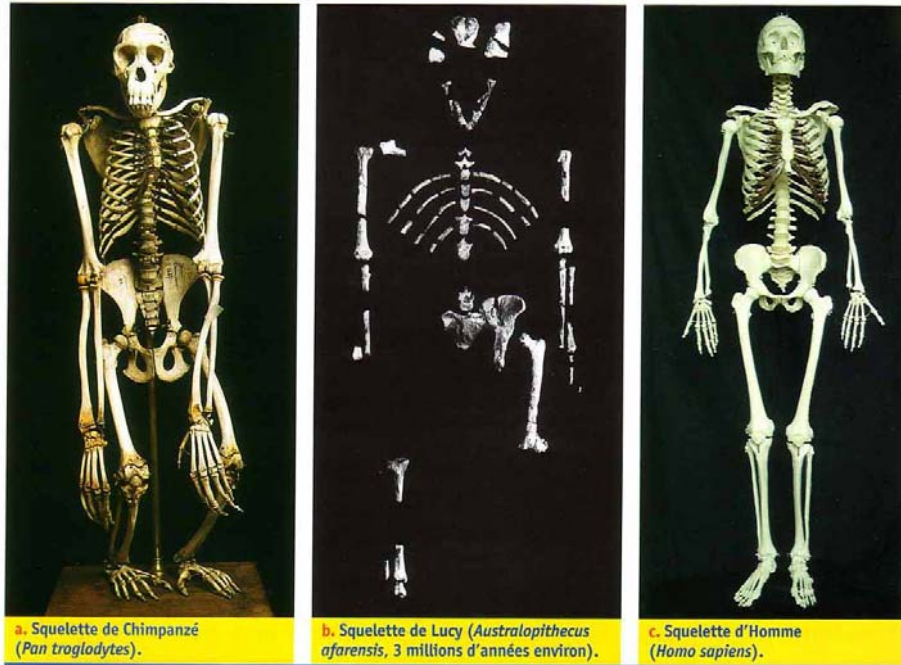 a. Squelette de Chimpanzé
(Pan troglodytes).
b. Squelette de Lucy (Australopithecus
afarensis, 3 millions d'années environ).
c. Squelette d'Homme
(Homo sapiens).